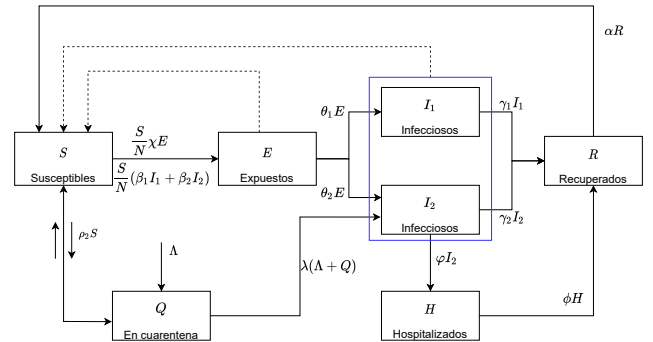 αR
I₁
Infecciosos
γ₁I₁
θ₁E
S
Susceptibles
S/N χE
S/N (β₁I₁ + β₂I₂)
E
Expuestos
R
Recuperados
θ₂E
I₂
Infecciosos
γ₂I₂
ρ₂S
Λ
λ(Λ + Q)
φI₂
Q
En cuarentena
H
Hospitalizados
ϕH